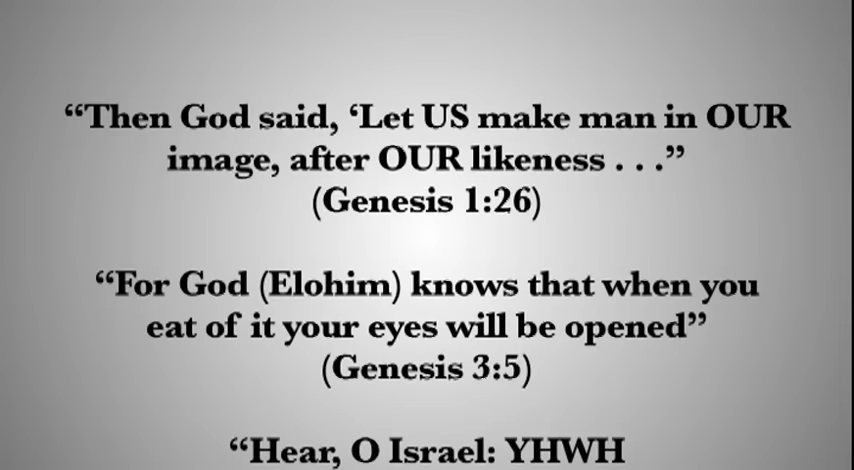 “Then God said, ‘Let US make man in OUR
image, after OUR likeness . . .”
(Genesis 1:26)
“For God (Elohim) knows that when you
eat of it your eyes will be opened”
(Genesis 3:5)
“Hear, O Israel: YHWH